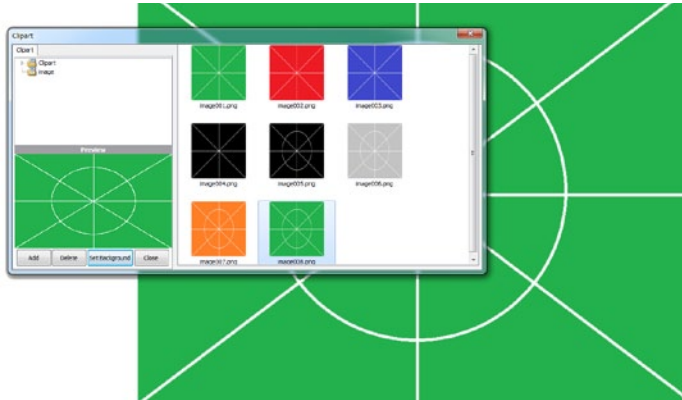 Clipart
Clipart
Clipart
Image
Preview
Add
Delete
Set Background
Close
image001.png
image002.png
image003.png
image004.png
image005.png
image006.png
image007.png
image008.png